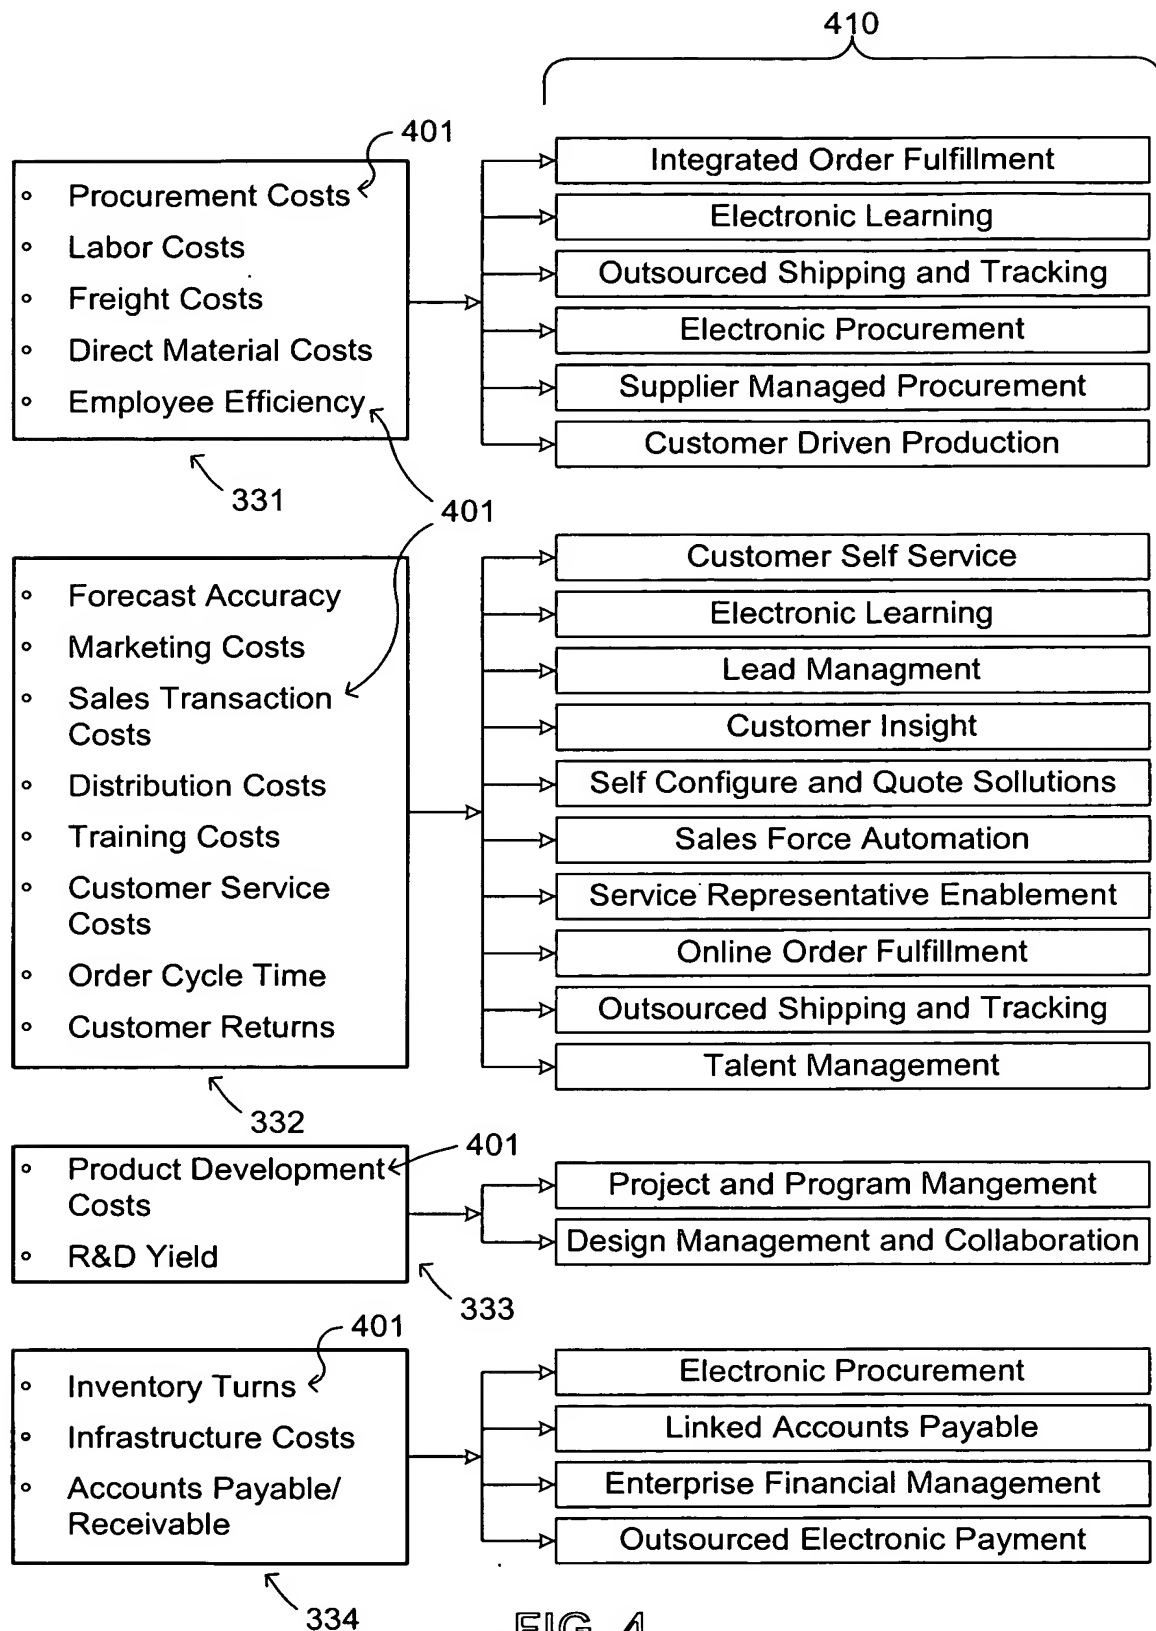 410
401
Procurement Costs
Labor Costs
Freight Costs
Direct Material Costs
Employee Efficiency
331
401
Integrated Order Fulfillment
Electronic Learning
Outsourced Shipping and Tracking
Electronic Procurement
Supplier Managed Procurement
Customer Driven Production
Forecast Accuracy
Marketing Costs
Sales Transaction
Costs
Distribution Costs
Training Costs
Customer Service
Costs
Order Cycle Time
Customer Returns
332
Customer Self Service
Electronic Learning
Lead Managment
Customer Insight
Self Configure and Quote Sollutions
Sales Force Automation
Service Representative Enablement
Online Order Fulfillment
Outsourced Shipping and Tracking
Talent Management
401
Product Development
Costs
R&D Yield
333
Project and Program Mangement
Design Management and Collaboration
401
Inventory Turns
Infrastructure Costs
Accounts Payable/
Receivable
334
Electronic Procurement
Linked Accounts Payable
Enterprise Financial Management
Outsourced Electronic Payment
FIG. 4